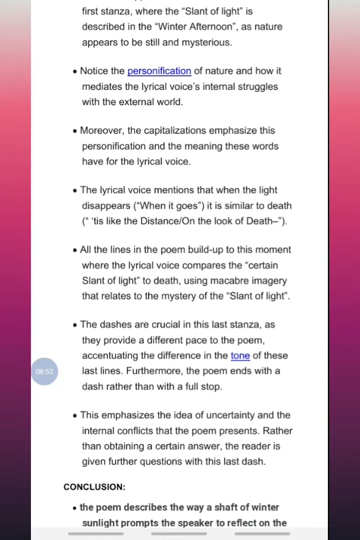 first stanza, where the “Slant of light” is
described in the “Winter Afternoon”, as nature
appears to be still and mysterious.
• Notice the personification of nature and how it
mediates the lyrical voice’s internal struggles
with the external world.
• Moreover, the capitalizations emphasize this
personification and the meaning these words
have for the lyrical voice.
• The lyrical voice mentions that when the light
disappears (“When it goes”) it is similar to death
(“ ‘tis like the Distance/On the look of Death–”).
• All the lines in the poem build-up to this moment
where the lyrical voice compares the “certain
Slant of light” to death, using macabre imagery
that relates to the mystery of the “Slant of light”.
• The dashes are crucial in this last stanza, as
they provide a different pace to the poem,
accentuating the difference in the tone of these
last lines. Furthermore, the poem ends with a
dash rather than with a full stop.
08:53
• This emphasizes the idea of uncertainty and the
internal conflicts that the poem presents. Rather
than obtaining a certain answer, the reader is
given further questions with this last dash.
CONCLUSION:
• the poem describes the way a shaft of winter
sunlight prompts the speaker to reflect on the